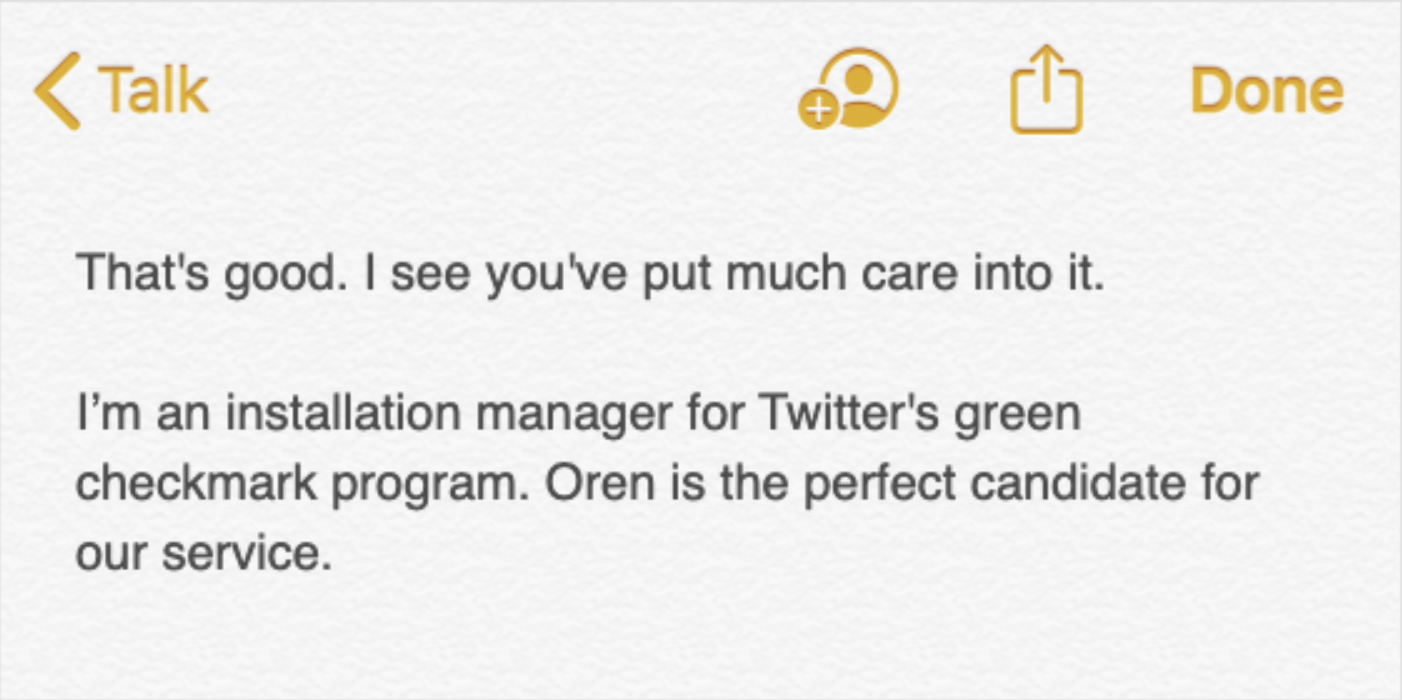 Talk Done
That's good. I see you've put much care into it.
I’m an installation manager for Twitter's green
checkmark program. Oren is the perfect candidate for
our service.